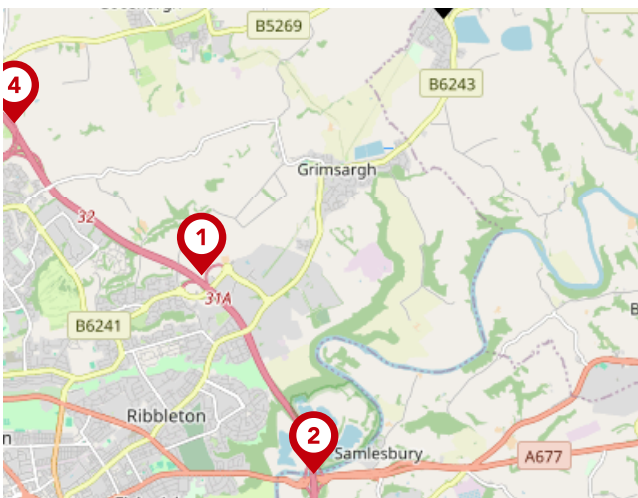 B5269
4
B6243
Grimsargh
32
1
31A
B6241
Ribbleton
2
Samlesbury
A677